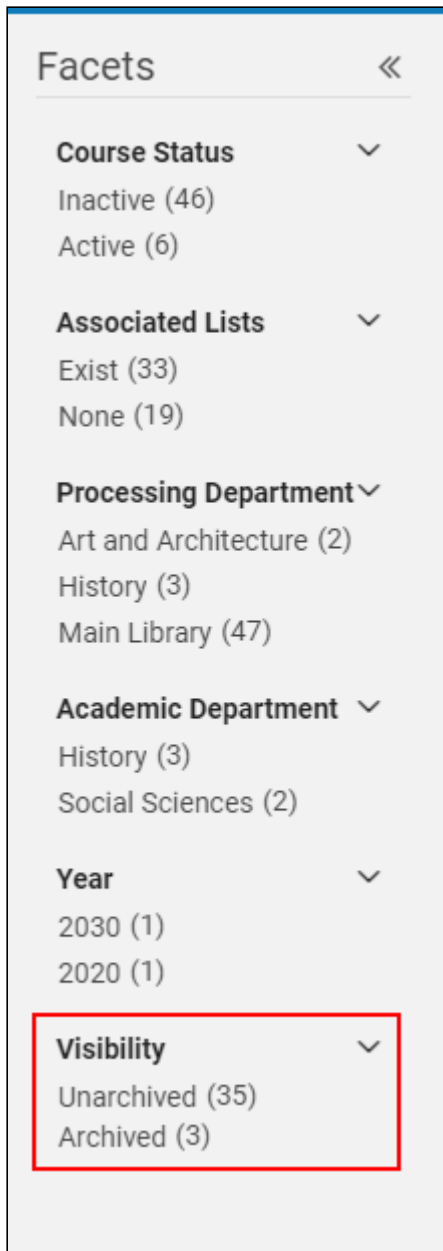 Facets
Course Status
Inactive (46)
Active (6)
Associated Lists
Exist (33)
None (19)
Processing Department
Art and Architecture (2)
History (3)
Main Library (47)
Academic Department
History (3)
Social Sciences (2)
Year
2030 (1)
2020 (1)
Visibility
Unarchived (35)
Archived (3)